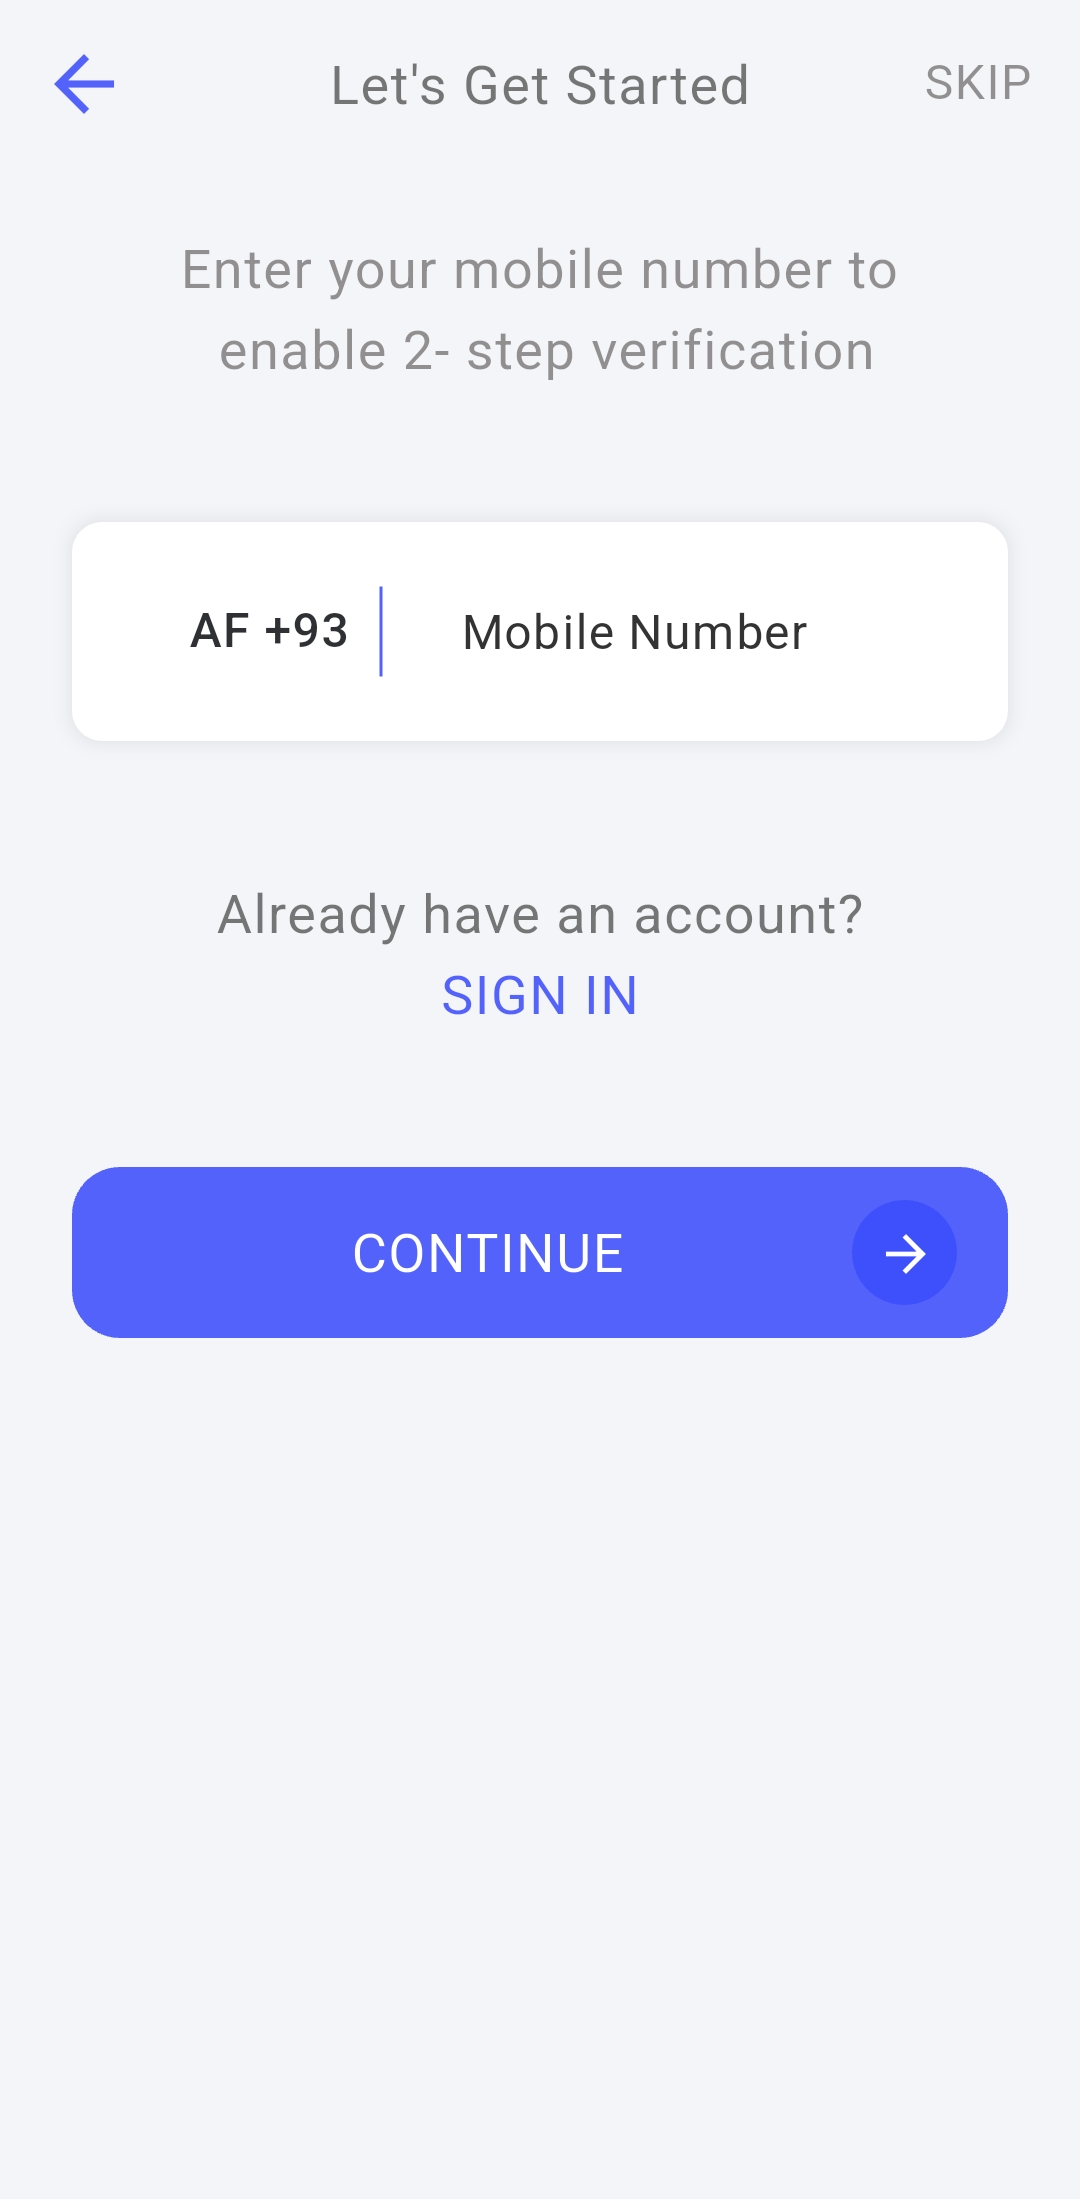 Let's Get Started
SKIP
Enter your mobile number to
enable 2- step verification
AF +93
Mobile Number
Already have an account?
SIGN IN
CONTINUE